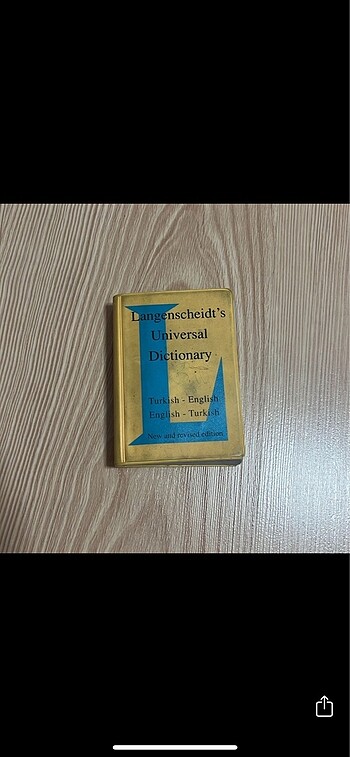 Langenscheidt's
Universal
Dictionary
Turkish - English
English - Turkish
New and revised edition